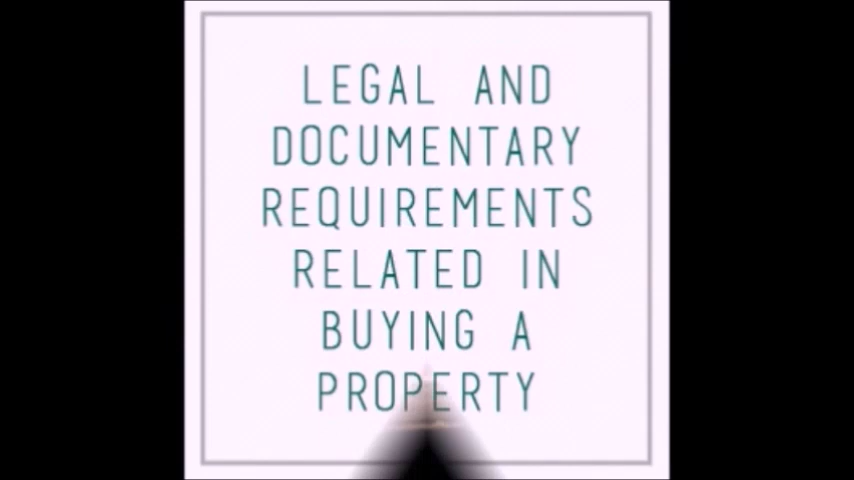 LEGAL AND
DOCUMENTARY
REQUIREMENTS
RELATED IN
BUYING A
PROPERTY